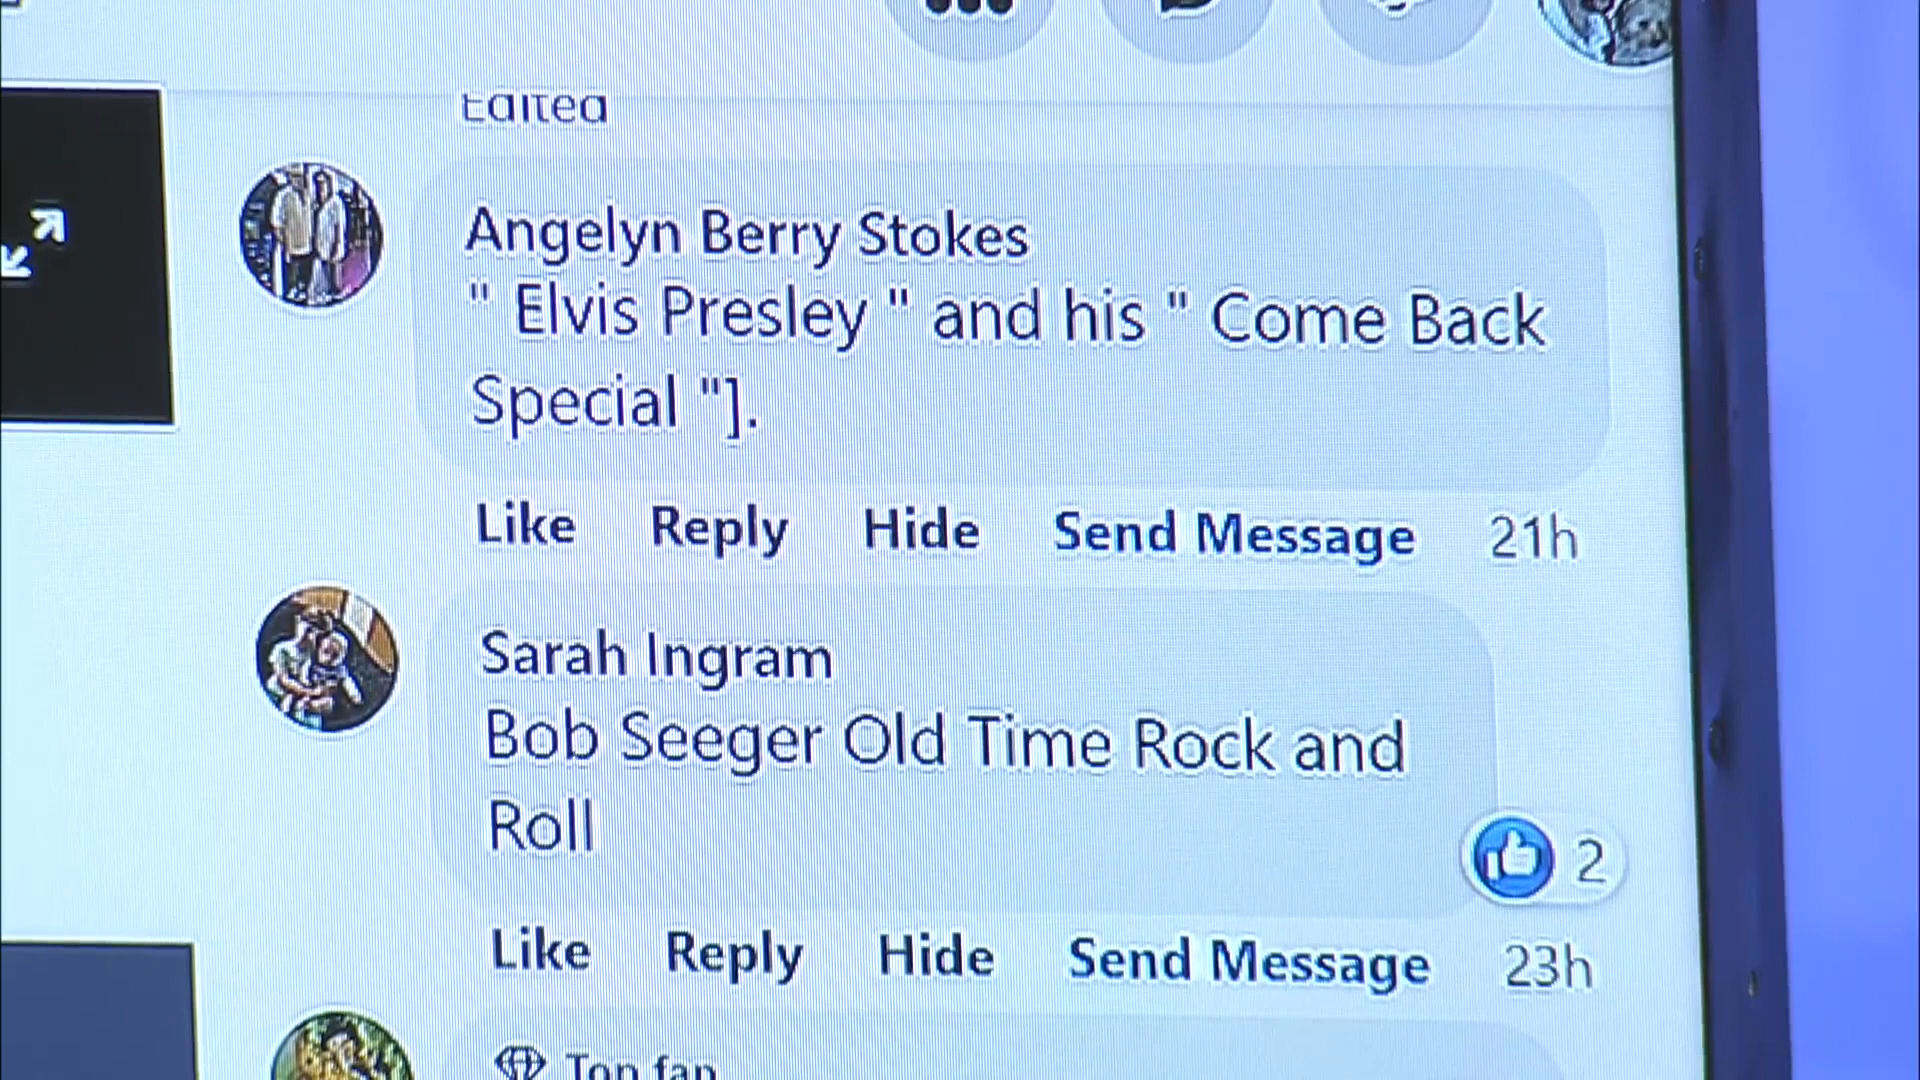 Edited
Angelyn Berry Stokes
" Elvis Presley " and his " Come Back
Special "].
Like Reply Hide Send Message 21h
Sarah Ingram
Bob Seeger Old Time Rock and
Roll
2
Like Reply Hide Send Message 23h
Top fan